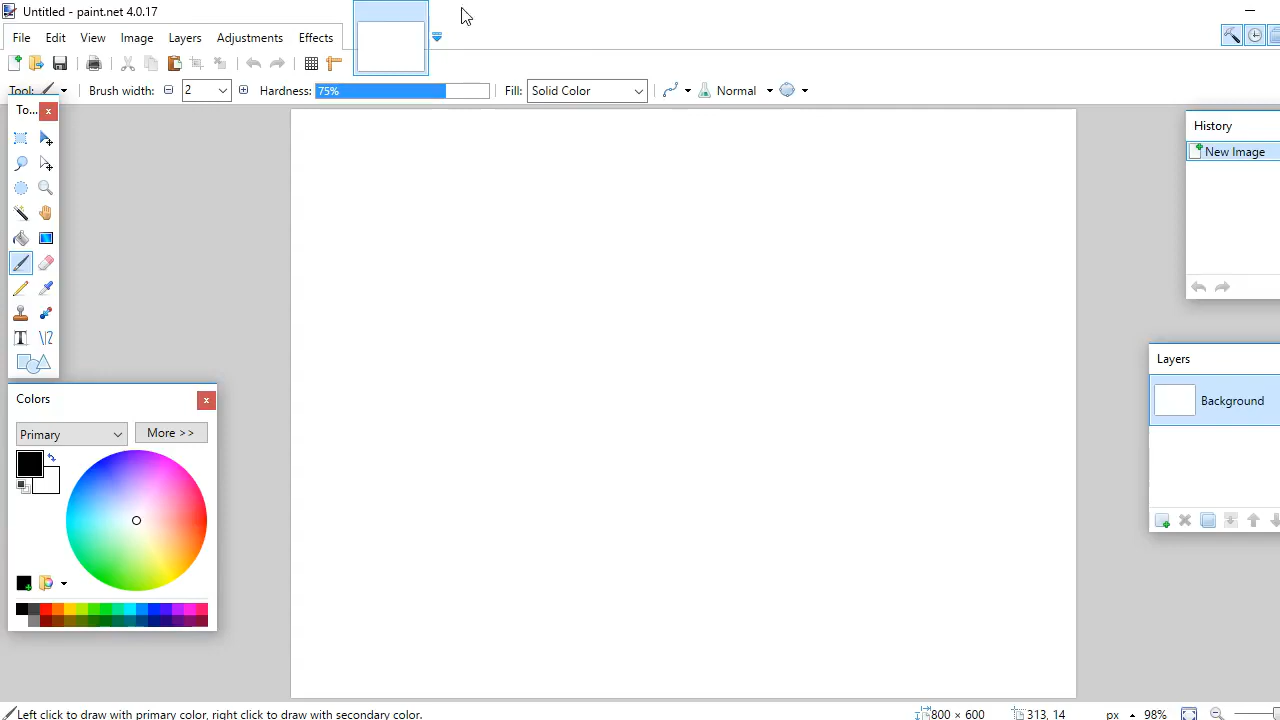 Untitled - paint.net 4.0.17
File Edit View Image Layers Adjustments Effects
Tool: Brush width: 2 Hardness: 75% Fill: Solid Color Normal
To...
History
New Image
Layers
Background
Colors
Primary More >>
Left click to draw with primary color, right click to draw with secondary color. 800 × 600 313, 14 px 98%